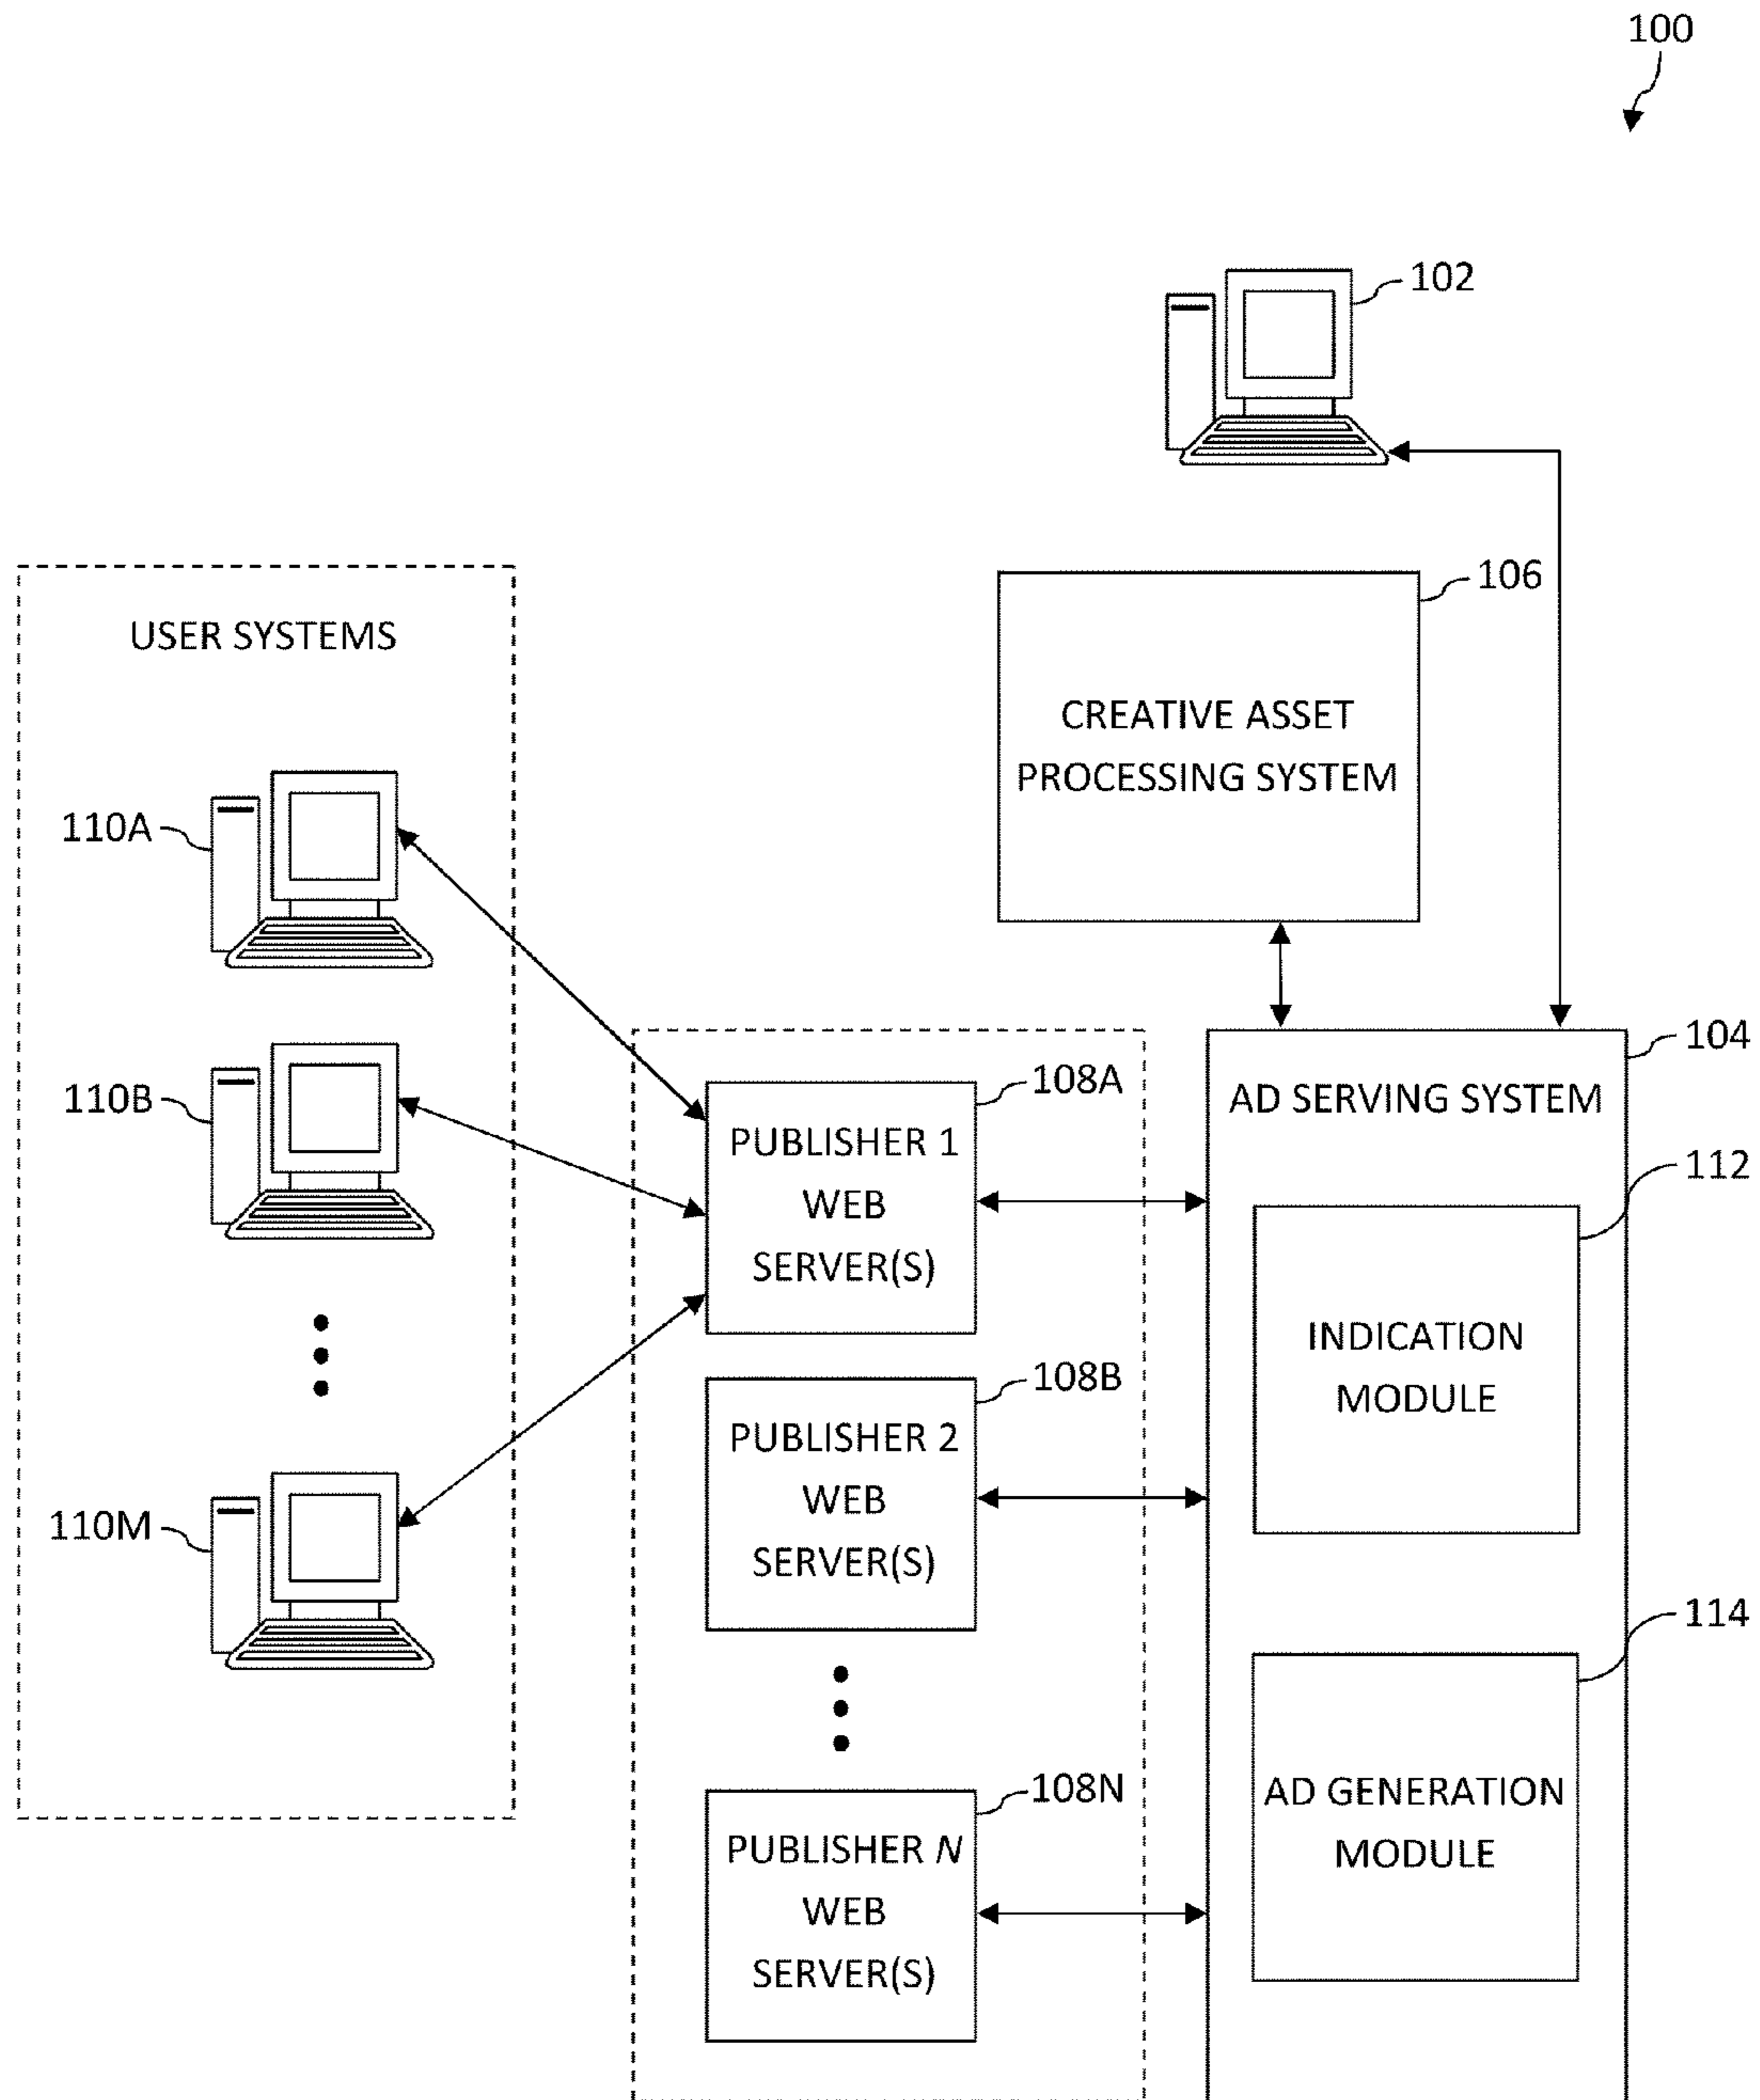 100
102
106
CREATIVE ASSET
PROCESSING SYSTEM
USER SYSTEMS
110A
110B
110M
108A
PUBLISHER 1
WEB
SERVER(S)
108B
PUBLISHER 2
WEB
SERVER(S)
108N
PUBLISHER N
WEB
SERVER(S)
104
AD SERVING SYSTEM
112
INDICATION
MODULE
114
AD GENERATION
MODULE